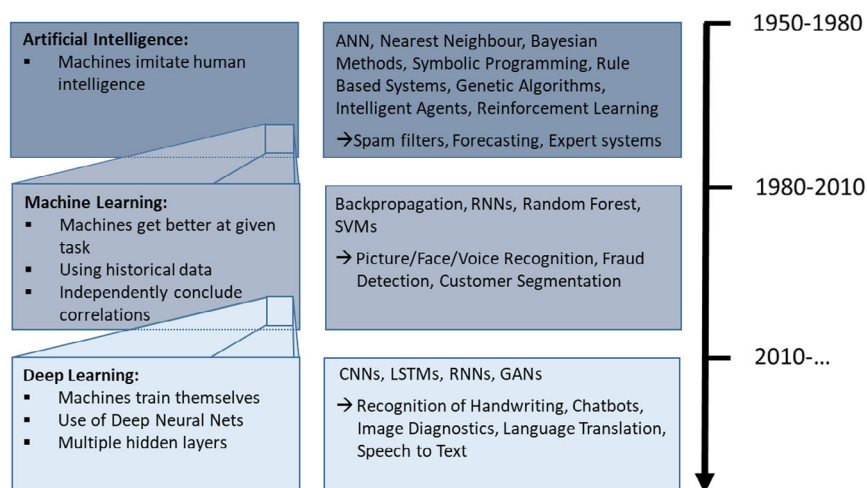 Artificial Intelligence:
▪ Machines imitate human
intelligence
ANN, Nearest Neighbour, Bayesian
Methods, Symbolic Programming, Rule
Based Systems, Genetic Algorithms,
Intelligent Agents, Reinforcement Learning
→Spam filters, Forecasting, Expert systems
1950-1980
Machine Learning:
▪ Machines get better at given
task
▪ Using historical data
▪ Independently conclude
correlations
Backpropagation, RNNs, Random Forest,
SVMs
→ Picture/Face/Voice Recognition, Fraud
Detection, Customer Segmentation
1980-2010
Deep Learning:
▪ Machines train themselves
▪ Use of Deep Neural Nets
▪ Multiple hidden layers
CNNs, LSTMs, RNNs, GANs
→ Recognition of Handwriting, Chatbots,
Image Diagnostics, Language Translation,
Speech to Text
2010-...